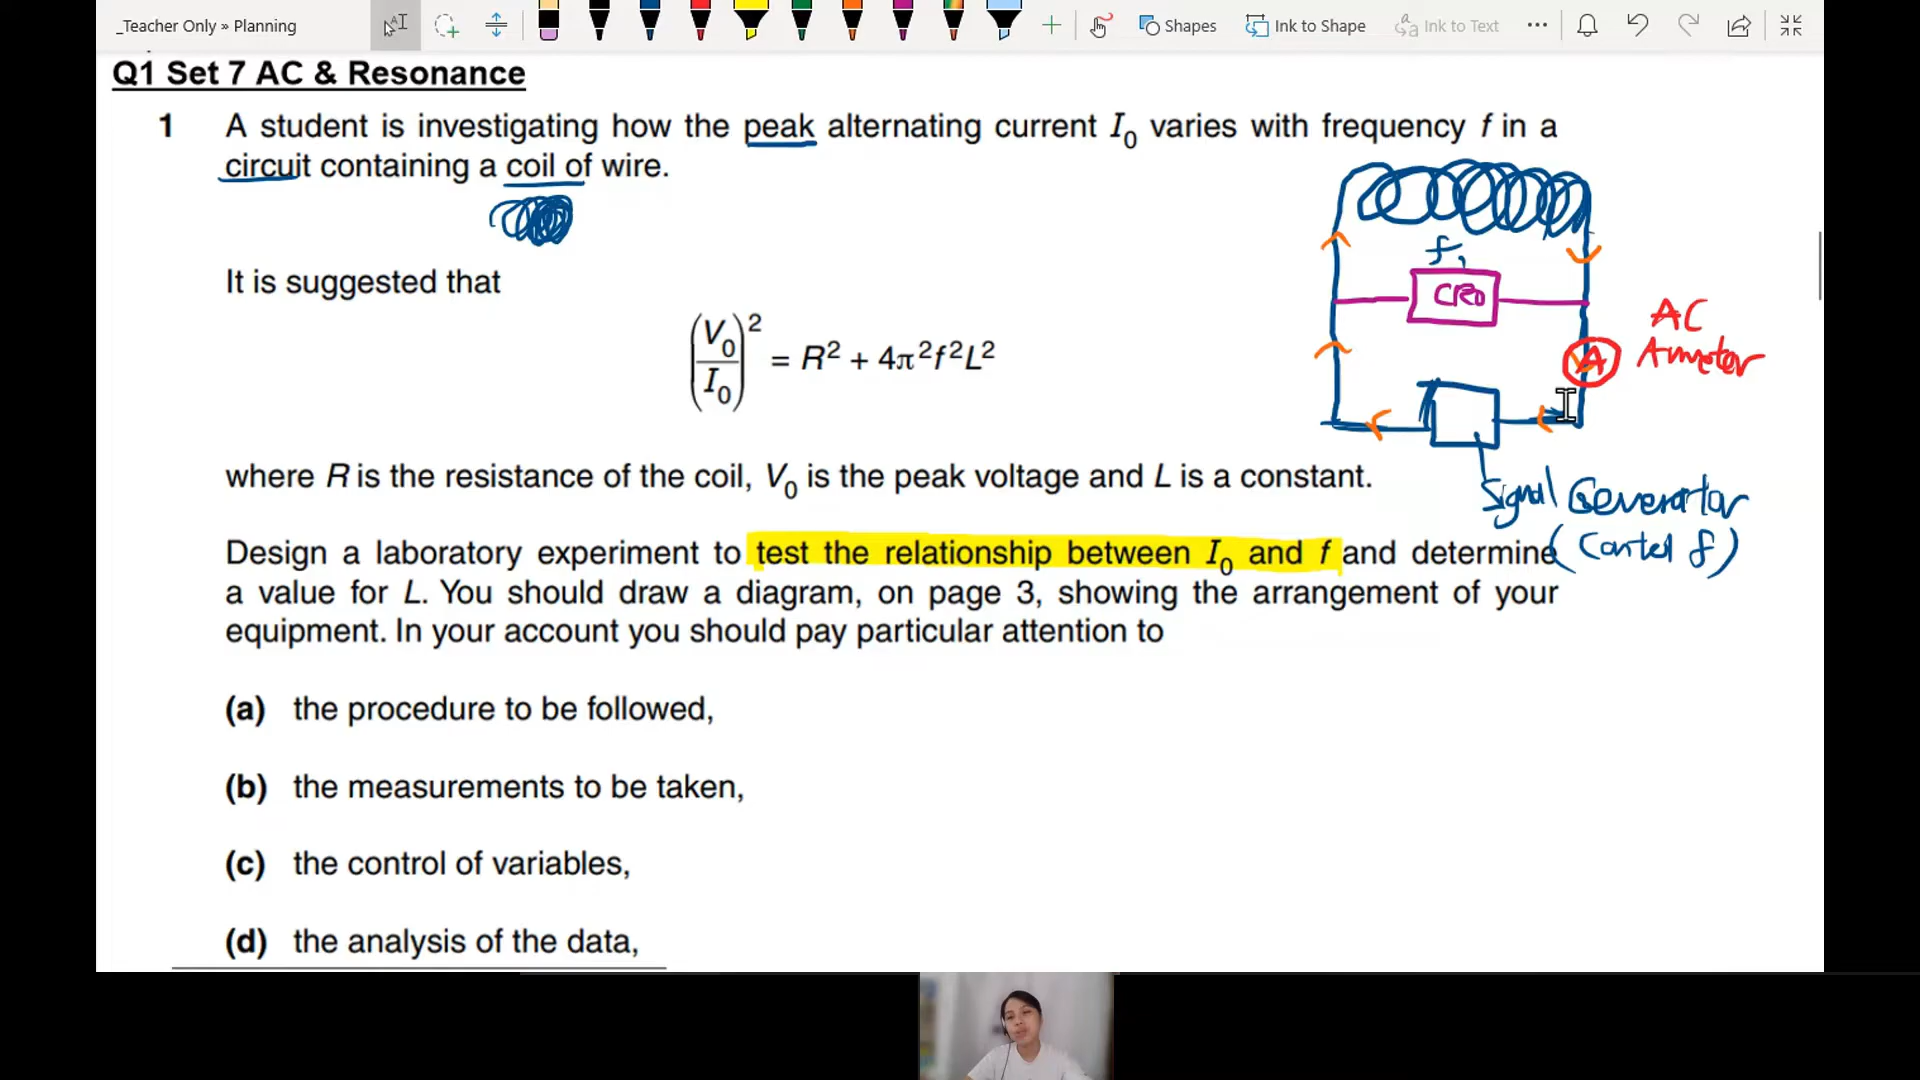 _Teacher Only » Planning
Shapes
Ink to Shape
Ink to Text
Q1 Set 7 AC & Resonance
1 A student is investigating how the peak alternating current I₀ varies with frequency f in a
circuit containing a coil of wire.
f,
CRO
AC
A
Ammeter
It is suggested that
(V₀/I₀)² = R² + 4π²f²L²
where R is the resistance of the coil, V₀ is the peak voltage and L is a constant.
Signal Generator
(Control f)
Design a laboratory experiment to test the relationship between I₀ and f and determine
a value for L. You should draw a diagram, on page 3, showing the arrangement of your
equipment. In your account you should pay particular attention to
(a) the procedure to be followed,
(b) the measurements to be taken,
(c) the control of variables,
(d) the analysis of the data,